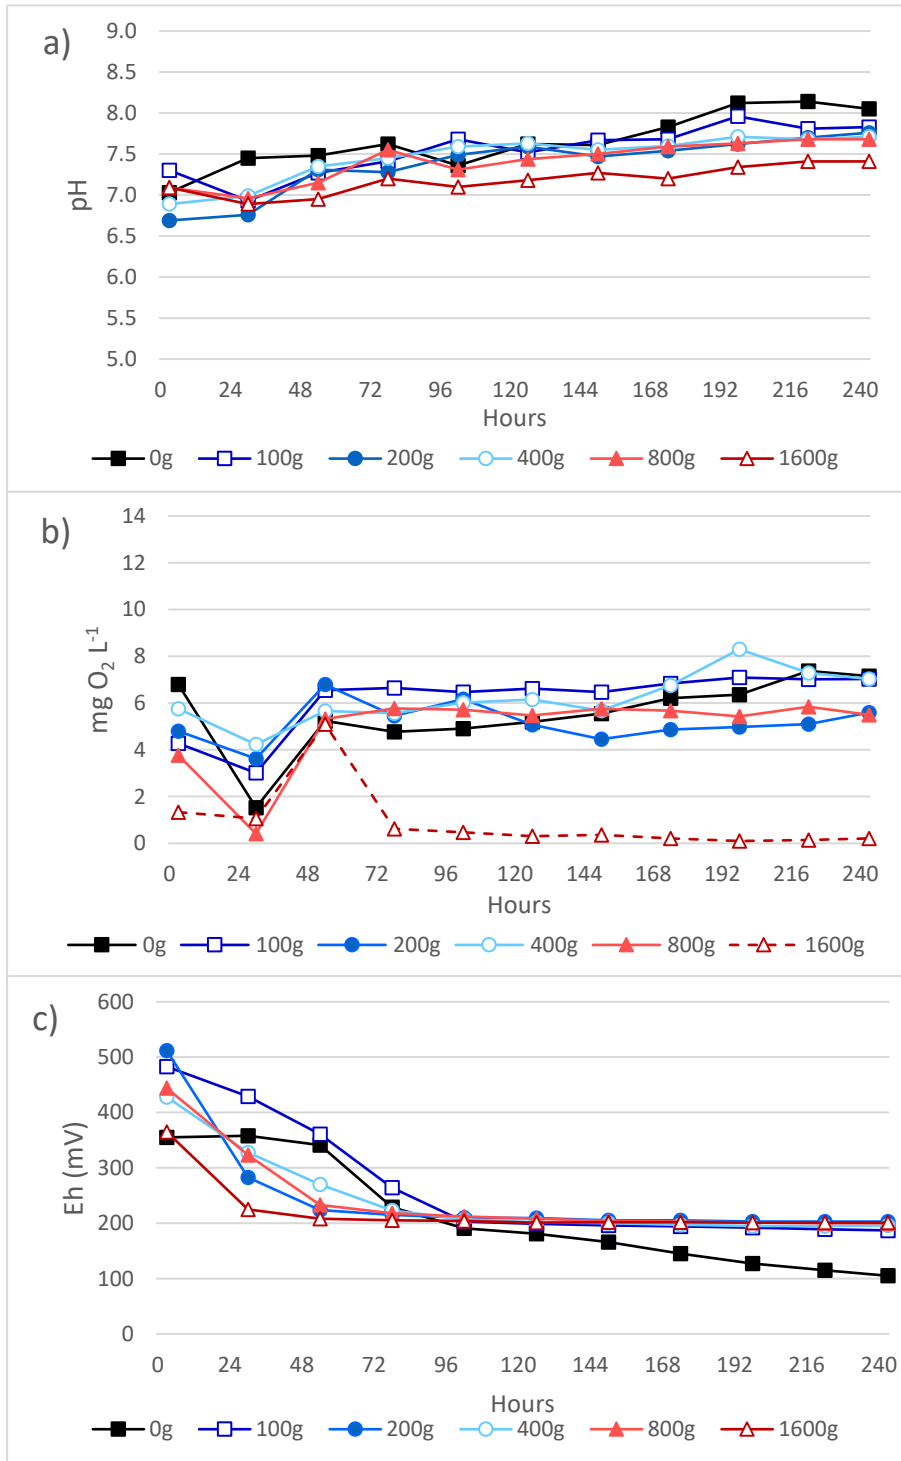 a)
9.0
8.5
8.0
7.5
7.0
6.5
6.0
5.5
5.0
pH
0 24 48 72 96 120 144 168 192 216 240
Hours
0g 100g 200g 400g 800g 1600g
b)
14
12
10
8
6
4
2
0
mg O₂ L⁻¹
0 24 48 72 96 120 144 168 192 216 240
Hours
0g 100g 200g 400g 800g 1600g
c)
600
500
400
300
200
100
0
Eh (mV)
0 24 48 72 96 120 144 168 192 216 240
Hours
0g 100g 200g 400g 800g 1600g